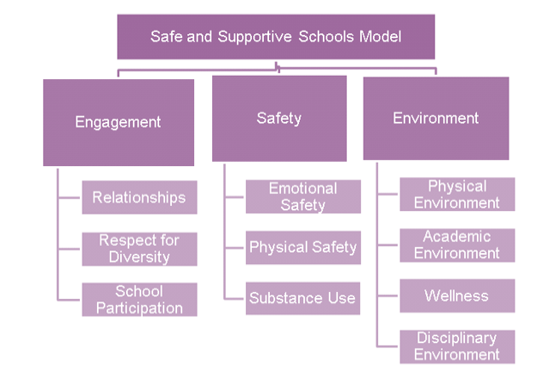 Safe and Supportive Schools Model
Engagement
Safety
Environment
Relationships
Respect for
Diversity
School
Participation
Emotional
Safety
Physical Safety
Substance Use
Physical
Environment
Academic
Environment
Wellness
Disciplinary
Environment